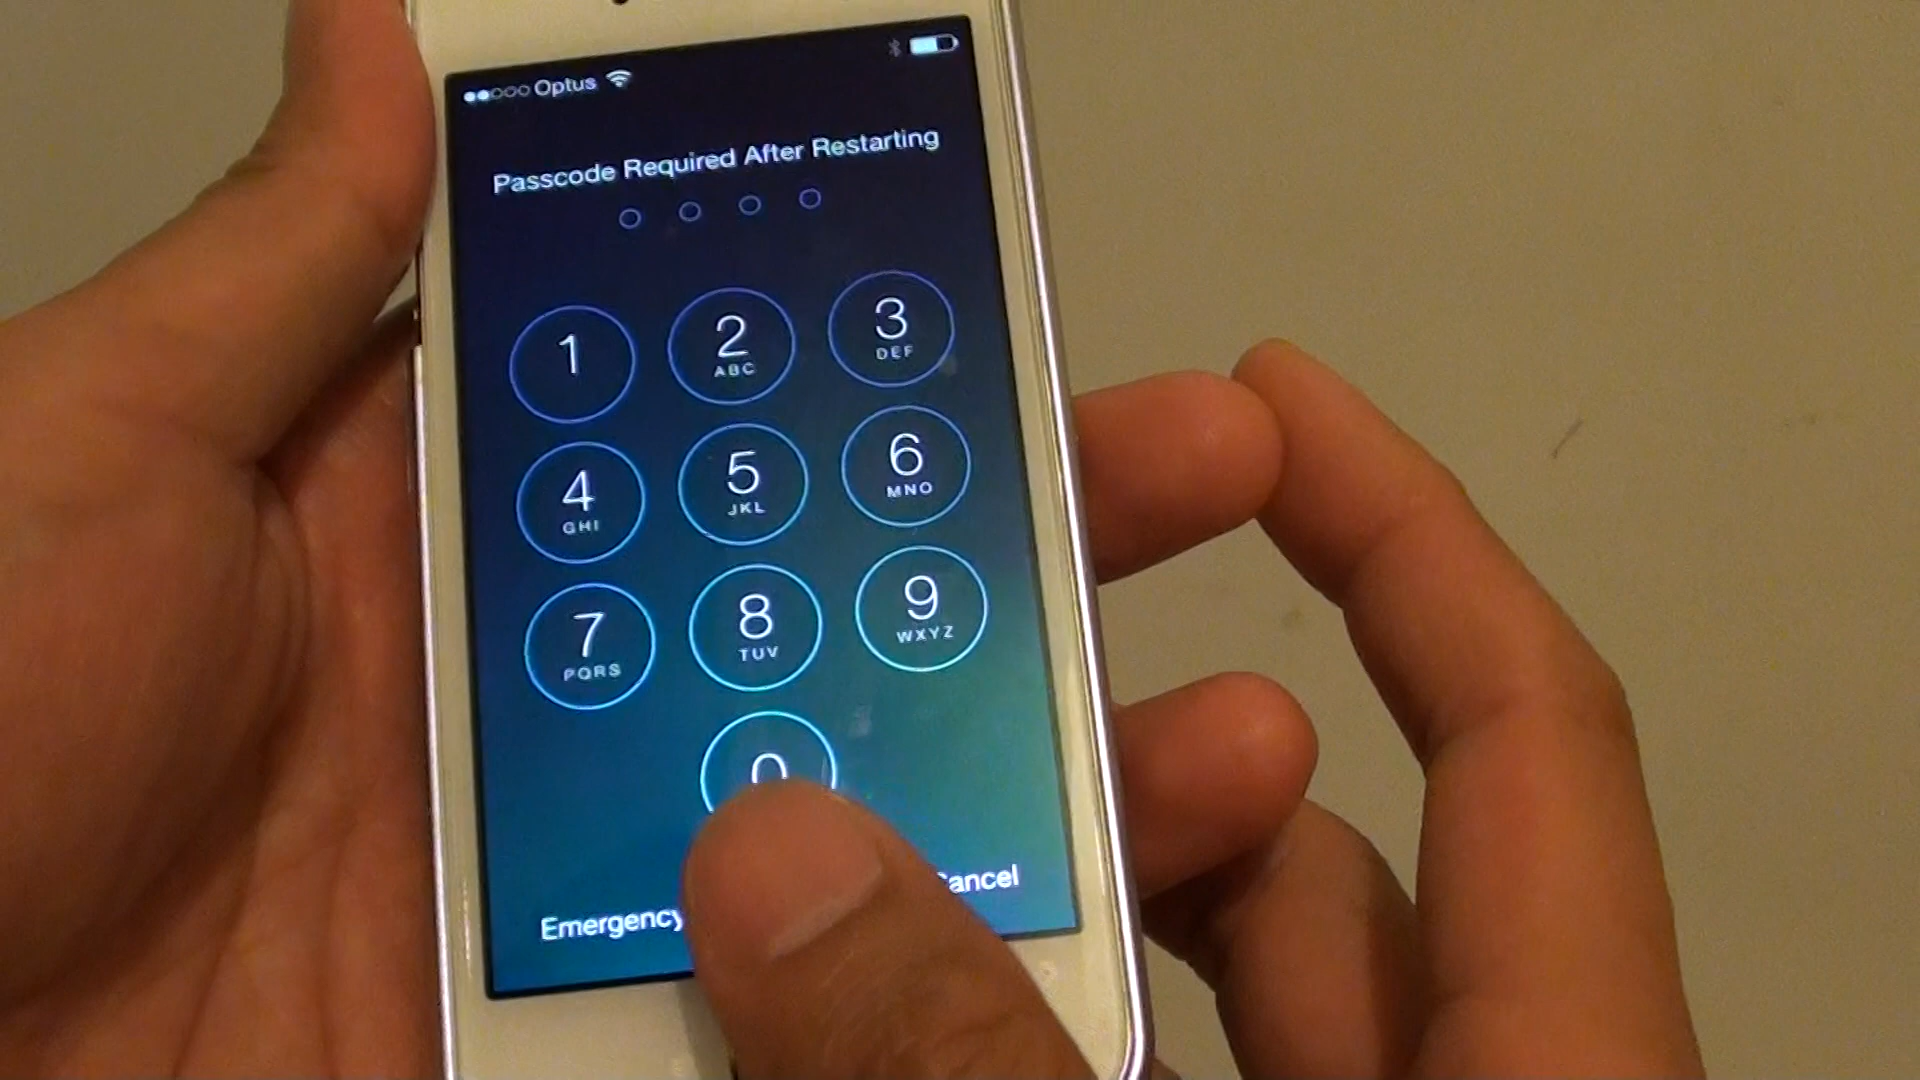 Optus
Passcode Required After Restarting
1
2
ABC
3
DEF
4
GHI
5
JKL
6
MNO
7
PQRS
8
TUV
9
WXYZ
0
Emergency
Cancel